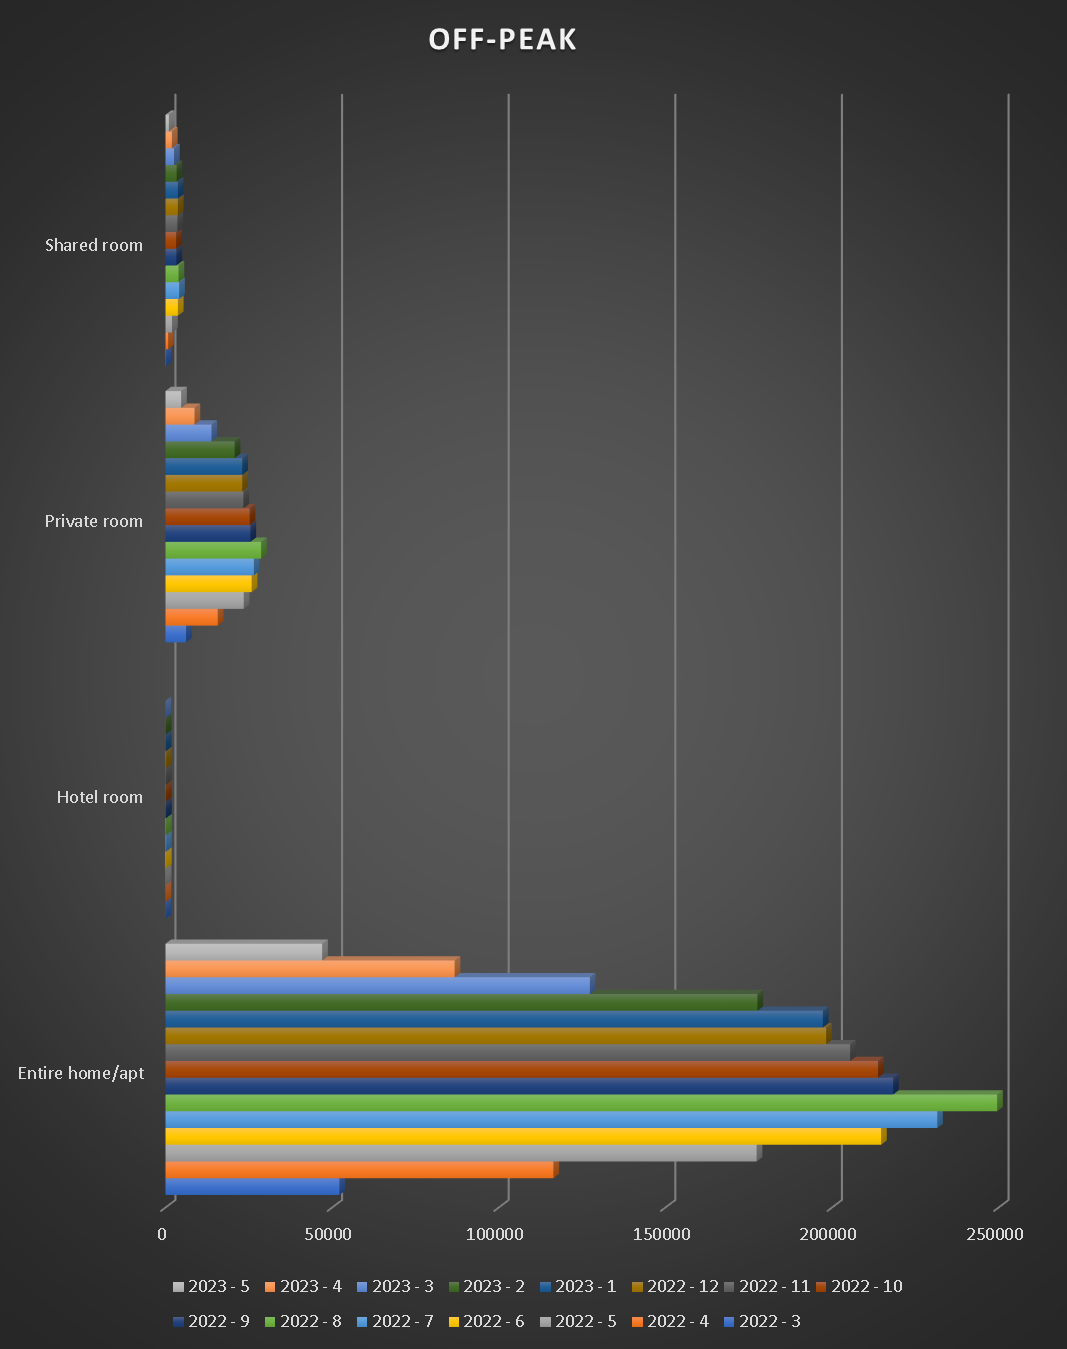 OFF-PEAK
Shared room
Private room
Hotel room
Entire home/apt
0 50000 100000 150000 200000 250000
2023 - 5 2023 - 4 2023 - 3 2023 - 2 2023 - 1 2022 - 12 2022 - 11 2022 - 10
2022 - 9 2022 - 8 2022 - 7 2022 - 6 2022 - 5 2022 - 4 2022 - 3